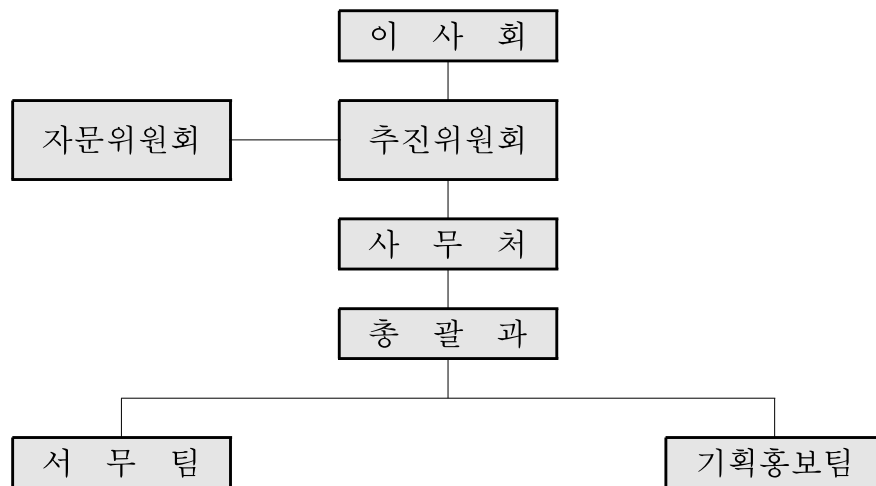 이 사 회
자문위원회 추진위원회
사 무 처
총 괄 과
서 무 팀 기획홍보팀